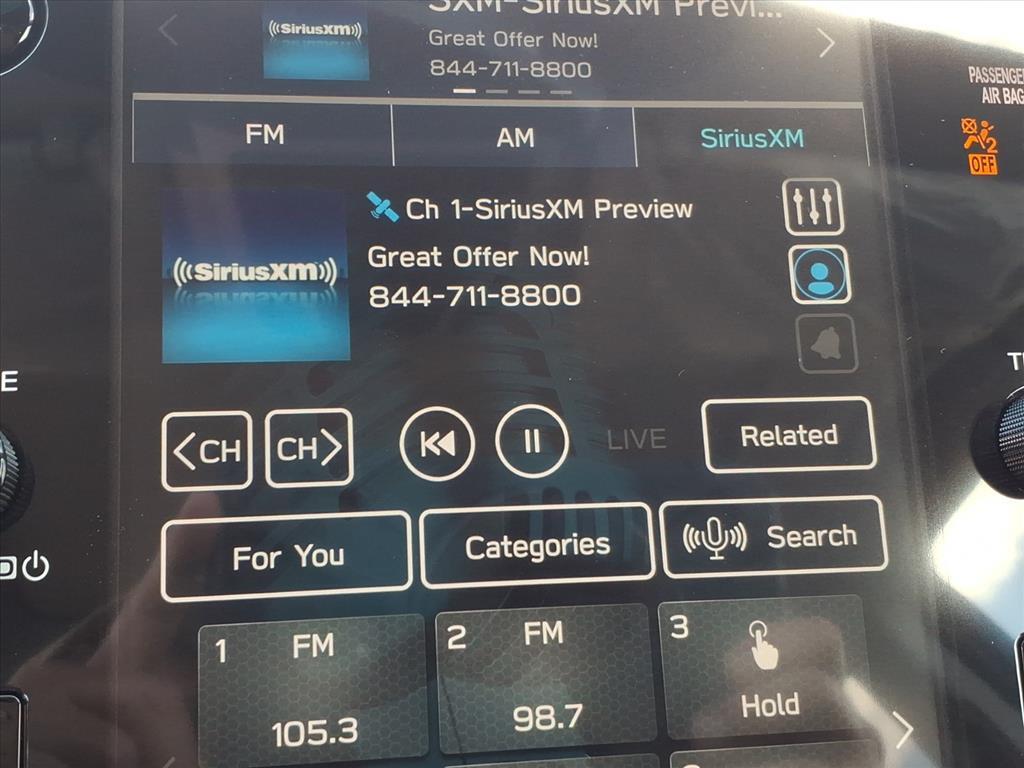 SXM-SiriusXM Previ...
((SiriusXM))
Great Offer Now!
844-711-8800
PASSENGER
AIR BAG
FM
AM
SiriusXM
2
OFF
Ch 1-SiriusXM Preview
((SiriusXM))
Great Offer Now!
844-711-8800
E
<CH
CH>
LIVE
Related
For You
Categories
Search
1
FM
105.3
2
FM
98.7
3
Hold